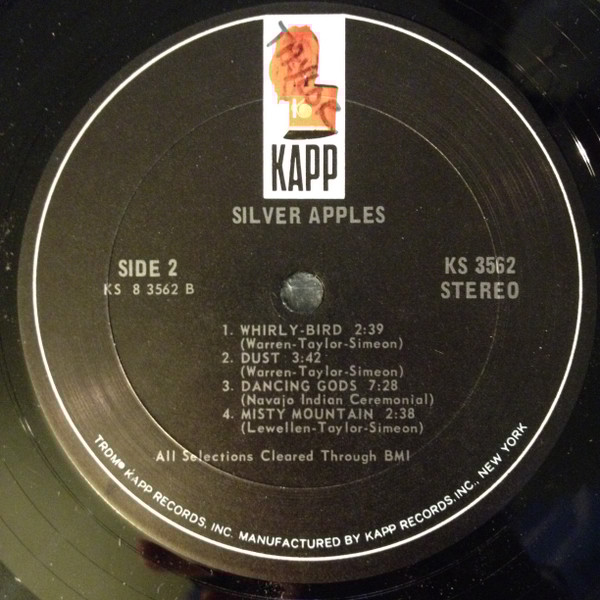 KAPP
SILVER APPLES
SIDE 2
KS 8 3562 B
KS 3562
STEREO
1. WHIRLY-BIRD 2:39
(Warren-Taylor-Simeon)
2. DUST 3:42
(Warren-Taylor-Simeon)
3. DANCING GODS 7:28
(Navajo Indian Ceremonial)
4. MISTY MOUNTAIN 2:38
(Lewellen-Taylor-Simeon)
All Selections Cleared Through BMI
TRDM® KAPP RECORDS, INC. MANUFACTURED BY KAPP RECORDS, INC., NEW YORK